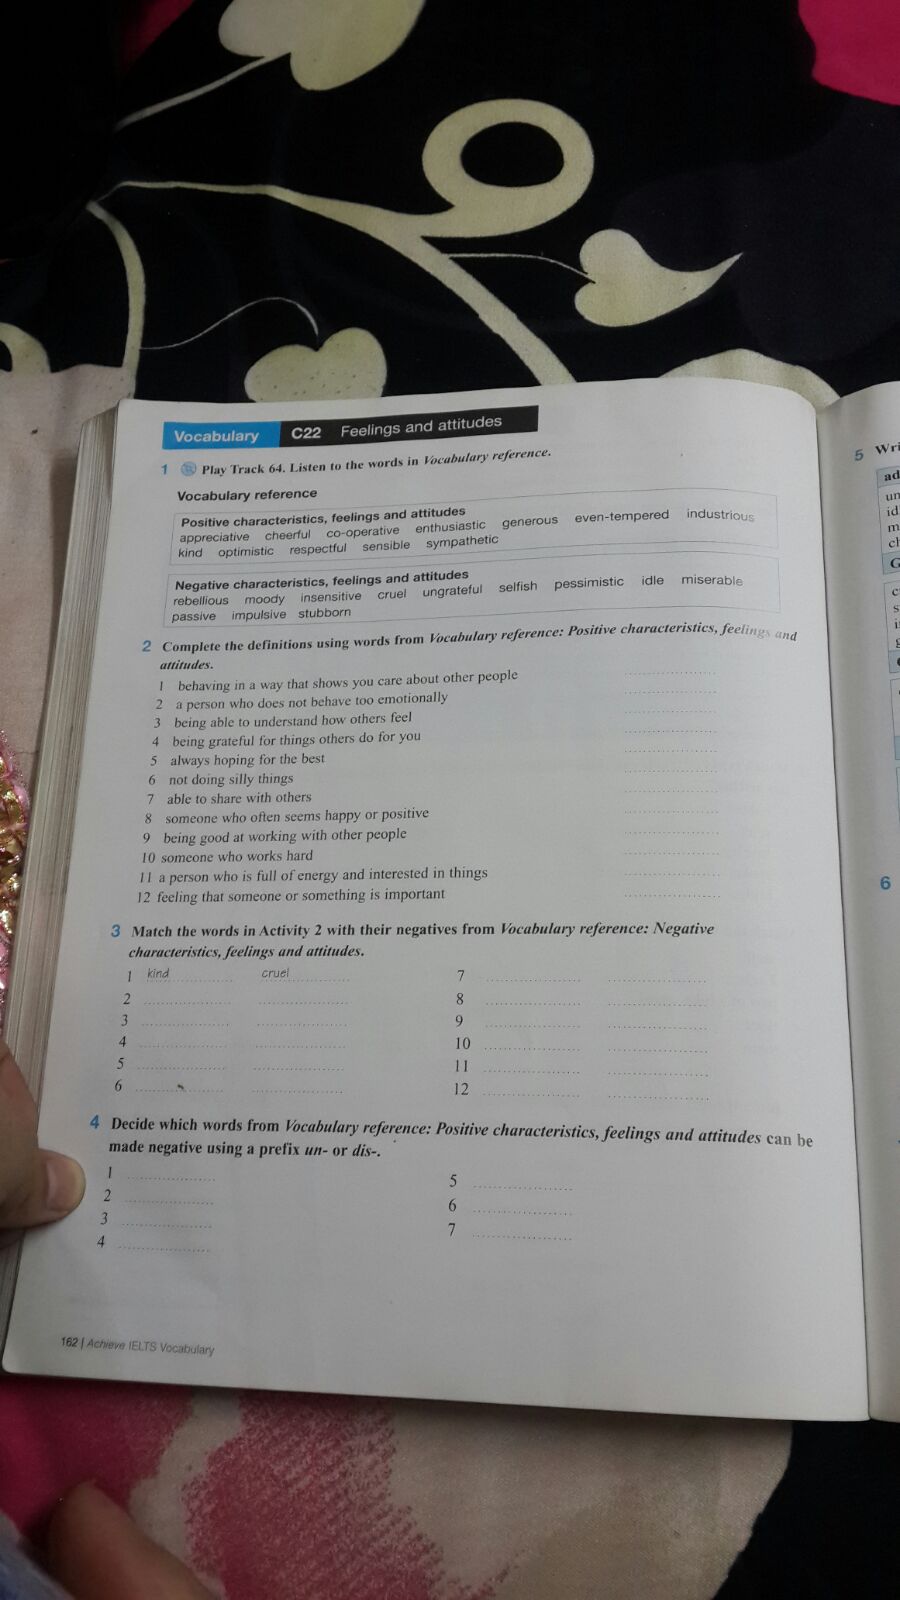 Vocabulary C22 Feelings and attitudes
1 Play Track 64. Listen to the words in Vocabulary reference.
Vocabulary reference
Positive characteristics, feelings and attitudes
appreciative cheerful co-operative enthusiastic generous even-tempered industrious
kind optimistic respectful sensible sympathetic
Negative characteristics, feelings and attitudes
rebellious moody insensitive cruel ungrateful selfish pessimistic idle miserable
passive impulsive stubborn
2 Complete the definitions using words from Vocabulary reference: Positive characteristics, feelings and
attitudes.
1 behaving in a way that shows you care about other people
2 a person who does not behave too emotionally
3 being able to understand how others feel
4 being grateful for things others do for you
5 always hoping for the best
6 not doing silly things
7 able to share with others
8 someone who often seems happy or positive
9 being good at working with other people
10 someone who works hard
11 a person who is full of energy and interested in things
12 feeling that someone or something is important
3 Match the words in Activity 2 with their negatives from Vocabulary reference: Negative
characteristics, feelings and attitudes.
1 kind cruel
2
3
4
5
6
7
8
9
10
11
12
4 Decide which words from Vocabulary reference: Positive characteristics, feelings and attitudes can be
made negative using a prefix un- or dis-.
1
2
3
4
5
6
7
162 | Achieve IELTS Vocabulary
5 Wri
ad
un
id
m
G
6